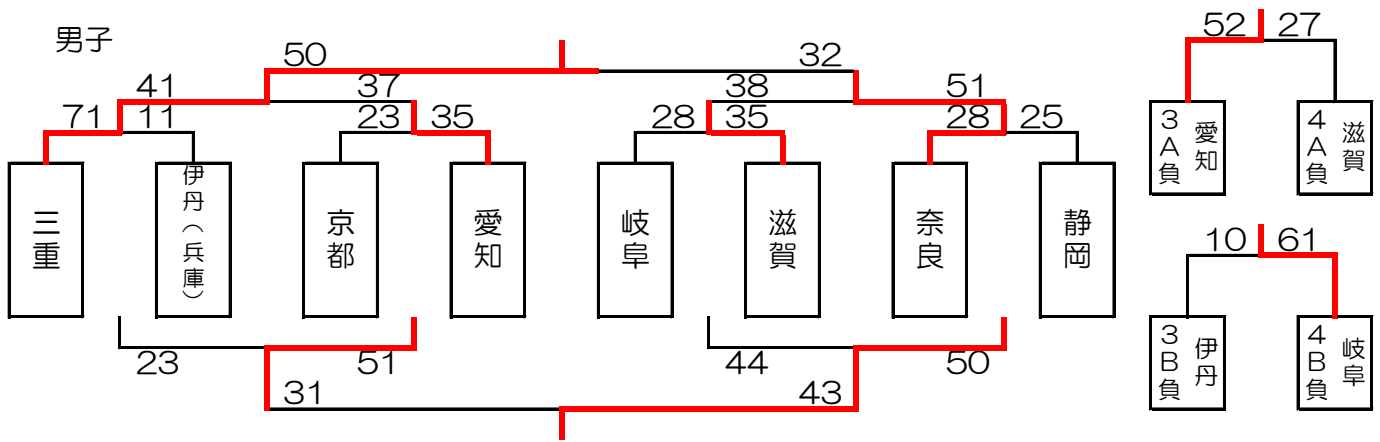 男子
50
32
52
27
41
37
38
51
71
11
23
35
28
35
28
25
三重
伊丹(兵庫)
京都
愛知
岐阜
滋賀
奈良
静岡
3A負
愛知
4A負
滋賀
10
61
3B負
伊丹
4B負
岐阜
23
51
44
50
31
43